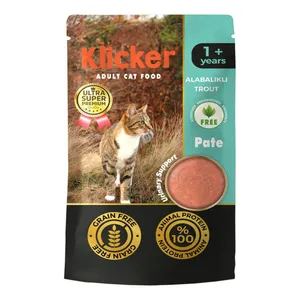 Klicker
ADULT CAT FOOD
1+
years
ALABALIKLI
TROUT
ULTRA
SUPER
PREMIUM
FREE
Pate
Urinary Support
GRAIN FREE
GRAIN FREE
ANIMAL PROTEIN
%100
ANIMAL PROTEIN